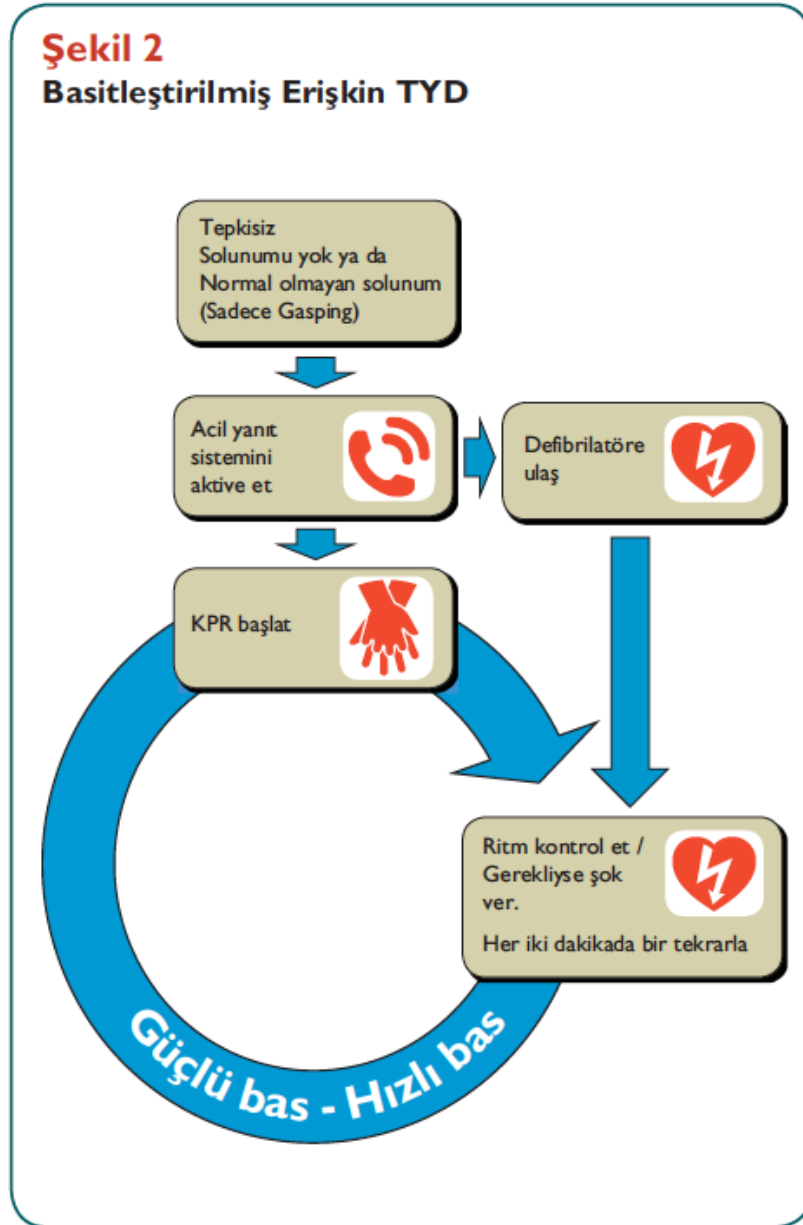 Şekil 2
Basitleştirilmiş Erişkin TYD
Tepkisiz
Solunumu yok ya da
Normal olmayan solunum
(Sadece Gasping)
Acil yanıt
sistemini
aktive et
Defibrilatöre
ulaş
KPR başlat
Ritm kontrol et /
Gerekliyse şok
ver.
Her iki dakikada bir tekrarla
Güçlü bas - Hızlı bas